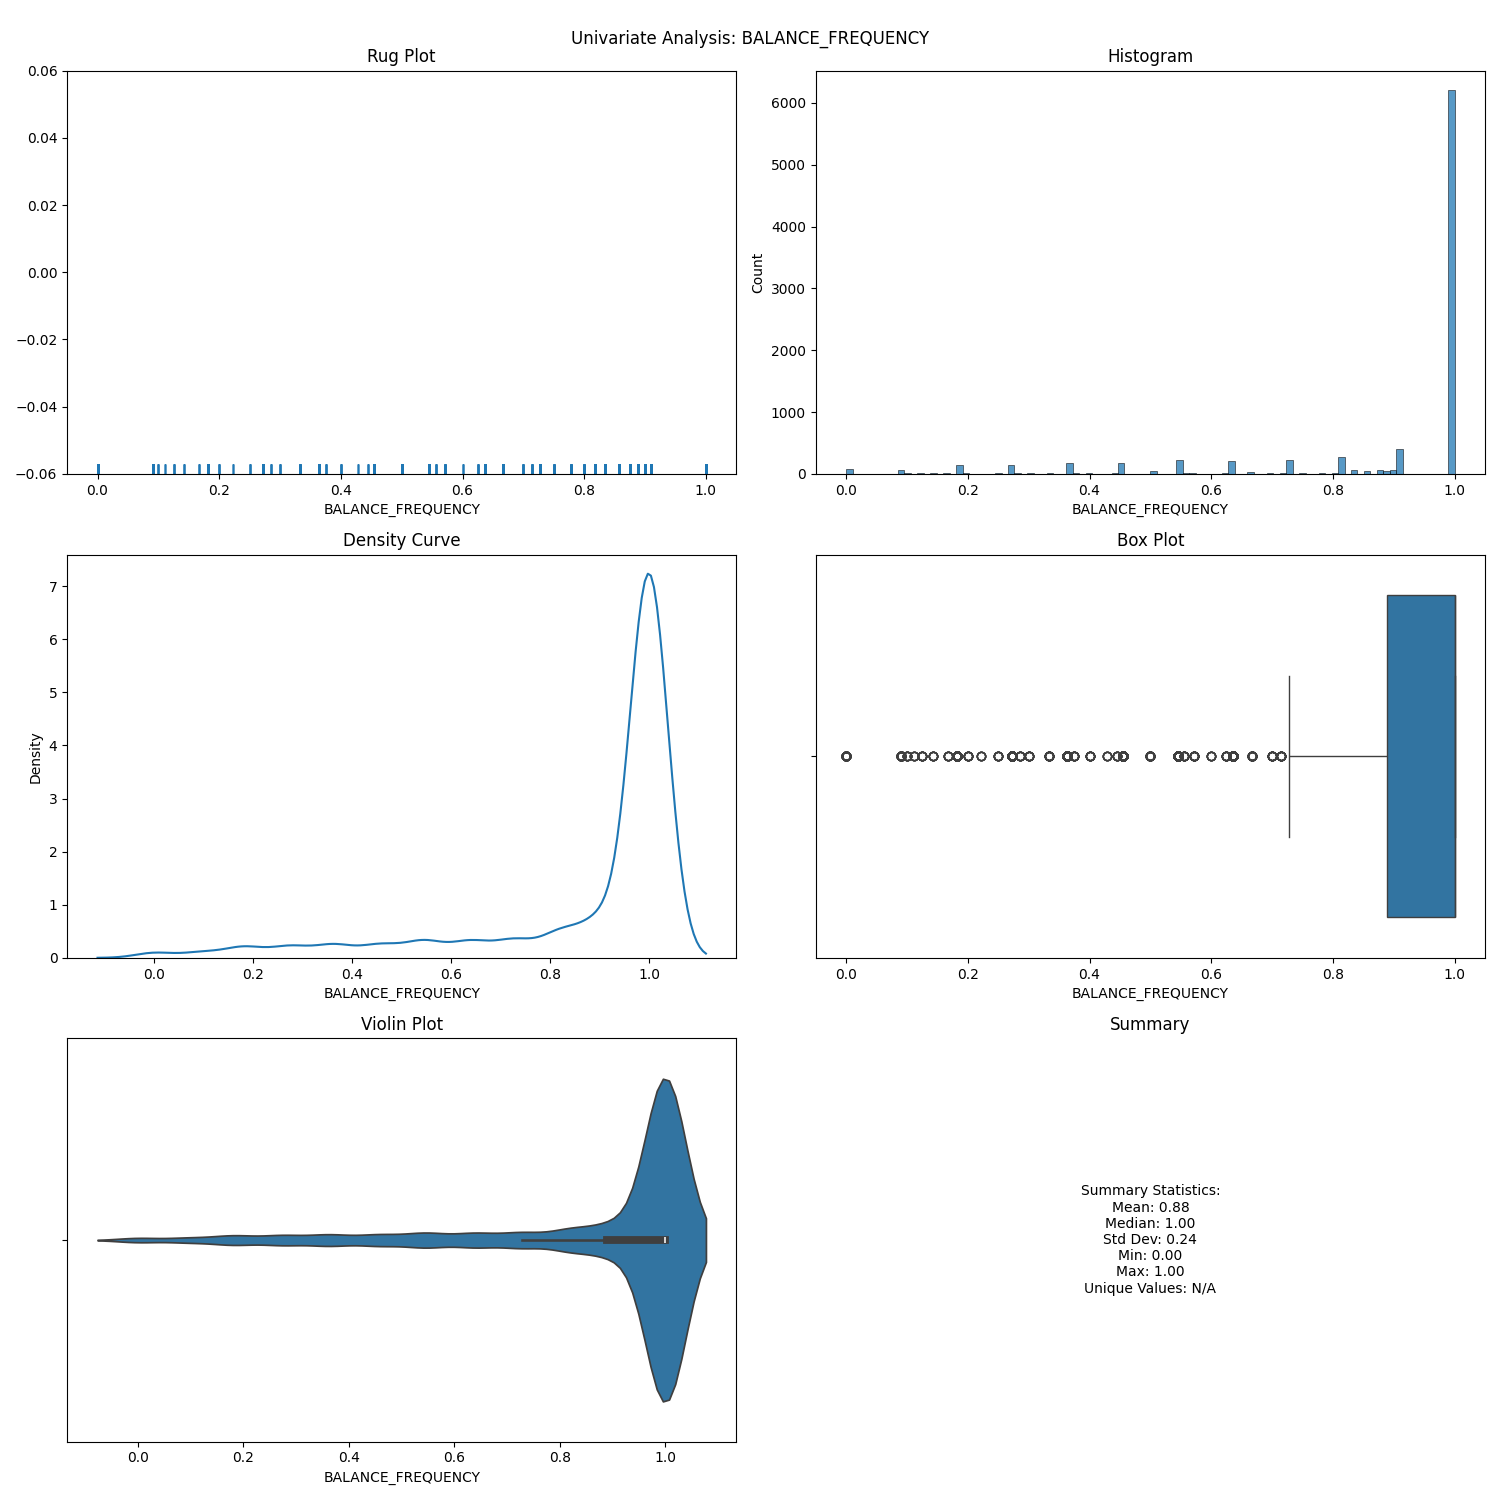 Univariate Analysis: BALANCE_FREQUENCY
Rug Plot
0.06
0.04
0.02
0.00
−0.02
−0.04
−0.06
0.0 0.2 0.4 0.6 0.8 1.0
BALANCE_FREQUENCY
Histogram
Count
6000
5000
4000
3000
2000
1000
0
0.0 0.2 0.4 0.6 0.8 1.0
BALANCE_FREQUENCY
Density Curve
Density
7
6
5
4
3
2
1
0
0.0 0.2 0.4 0.6 0.8 1.0
BALANCE_FREQUENCY
Box Plot
0.0 0.2 0.4 0.6 0.8 1.0
BALANCE_FREQUENCY
Violin Plot
0.0 0.2 0.4 0.6 0.8 1.0
BALANCE_FREQUENCY
Summary
Summary Statistics:
Mean: 0.88
Median: 1.00
Std Dev: 0.24
Min: 0.00
Max: 1.00
Unique Values: N/A